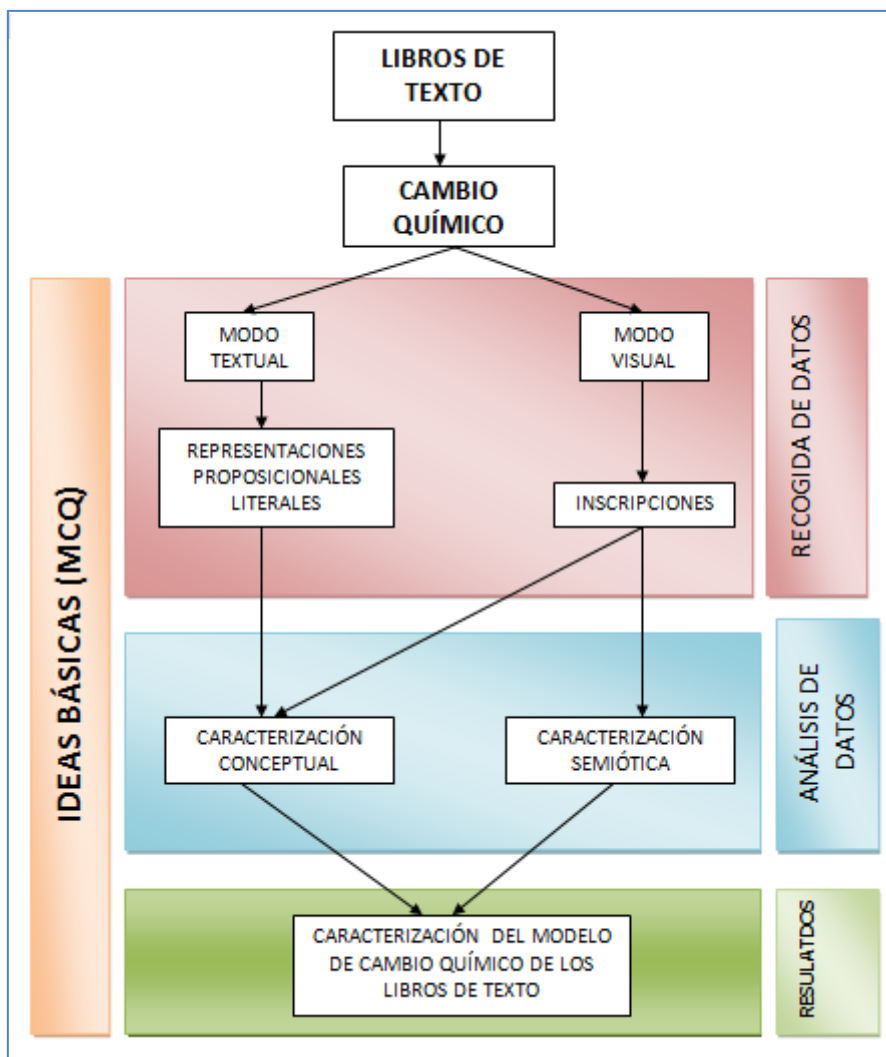 LIBROS DE
TEXTO
CAMBIO
QUÍMICO
IDEAS BÁSICAS (MCQ)
MODO
TEXTUAL
MODO
VISUAL
REPRESENTACIONES
PROPOSICIONALES
LITERALES
INSCRIPCIONES
RECOGIDA DE DATOS
CARACTERIZACIÓN
CONCEPTUAL
CARACTERIZACIÓN
SEMIÓTICA
ANÁLISIS DE
DATOS
CARACTERIZACIÓN DEL MODELO
DE CAMBIO QUÍMICO DE LOS
LIBROS DE TEXTO
RESULATDOS